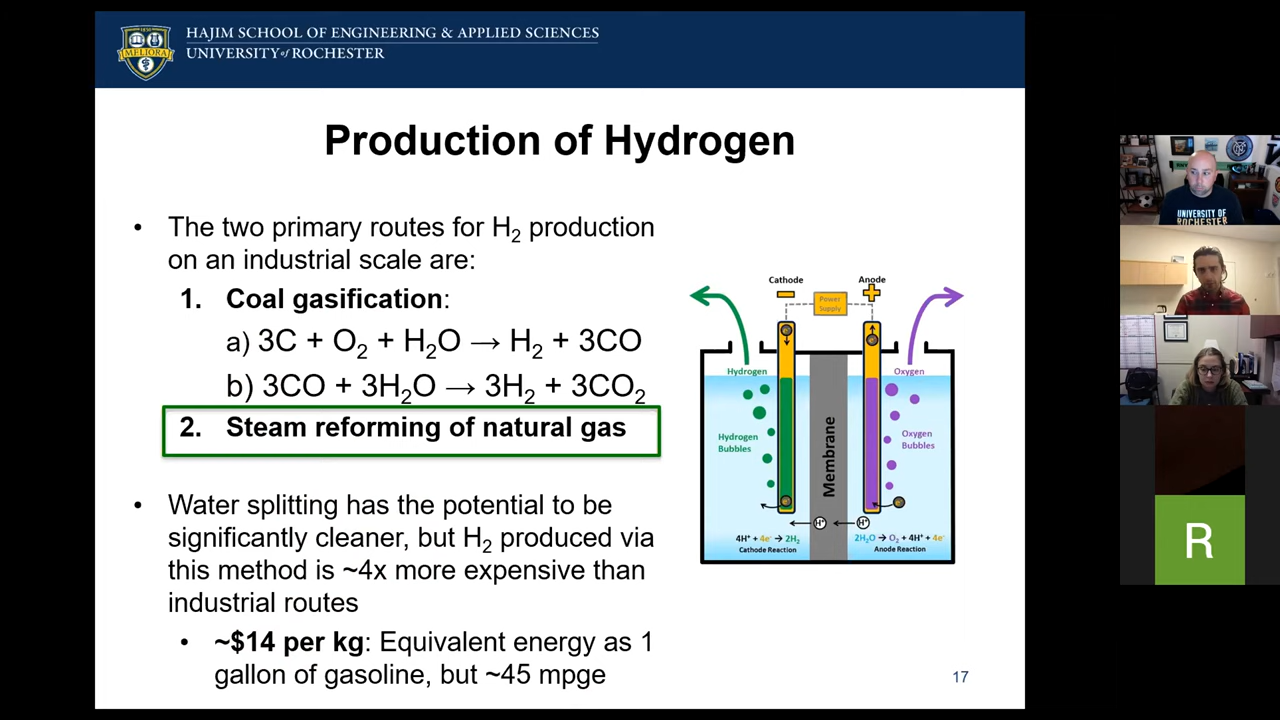 HAJIM SCHOOL OF ENGINEERING & APPLIED SCIENCES
UNIVERSITY of ROCHESTER
MELIORA
Production of Hydrogen
• The two primary routes for H₂ production
on an industrial scale are:
1. Coal gasification:
a) 3C + O₂ + H₂O → H₂ + 3CO
b) 3CO + 3H₂O → 3H₂ + 3CO₂
2. Steam reforming of natural gas
• Water splitting has the potential to be
significantly cleaner, but H₂ produced via
this method is ~4x more expensive than
industrial routes
• ~$14 per kg: Equivalent energy as 1
gallon of gasoline, but ~45 mpge
Cathode
Anode
Power
Supply
Hydrogen
Oxygen
Hydrogen
Bubbles
Membrane
Oxygen
Bubbles
H⁺
H⁺
4H⁺ + 4e⁻ → 2H₂
Cathode Reaction
2H₂O → O₂ + 4H⁺ + 4e⁻
Anode Reaction
17
UNIVERSITY OF
ROCHESTER
R